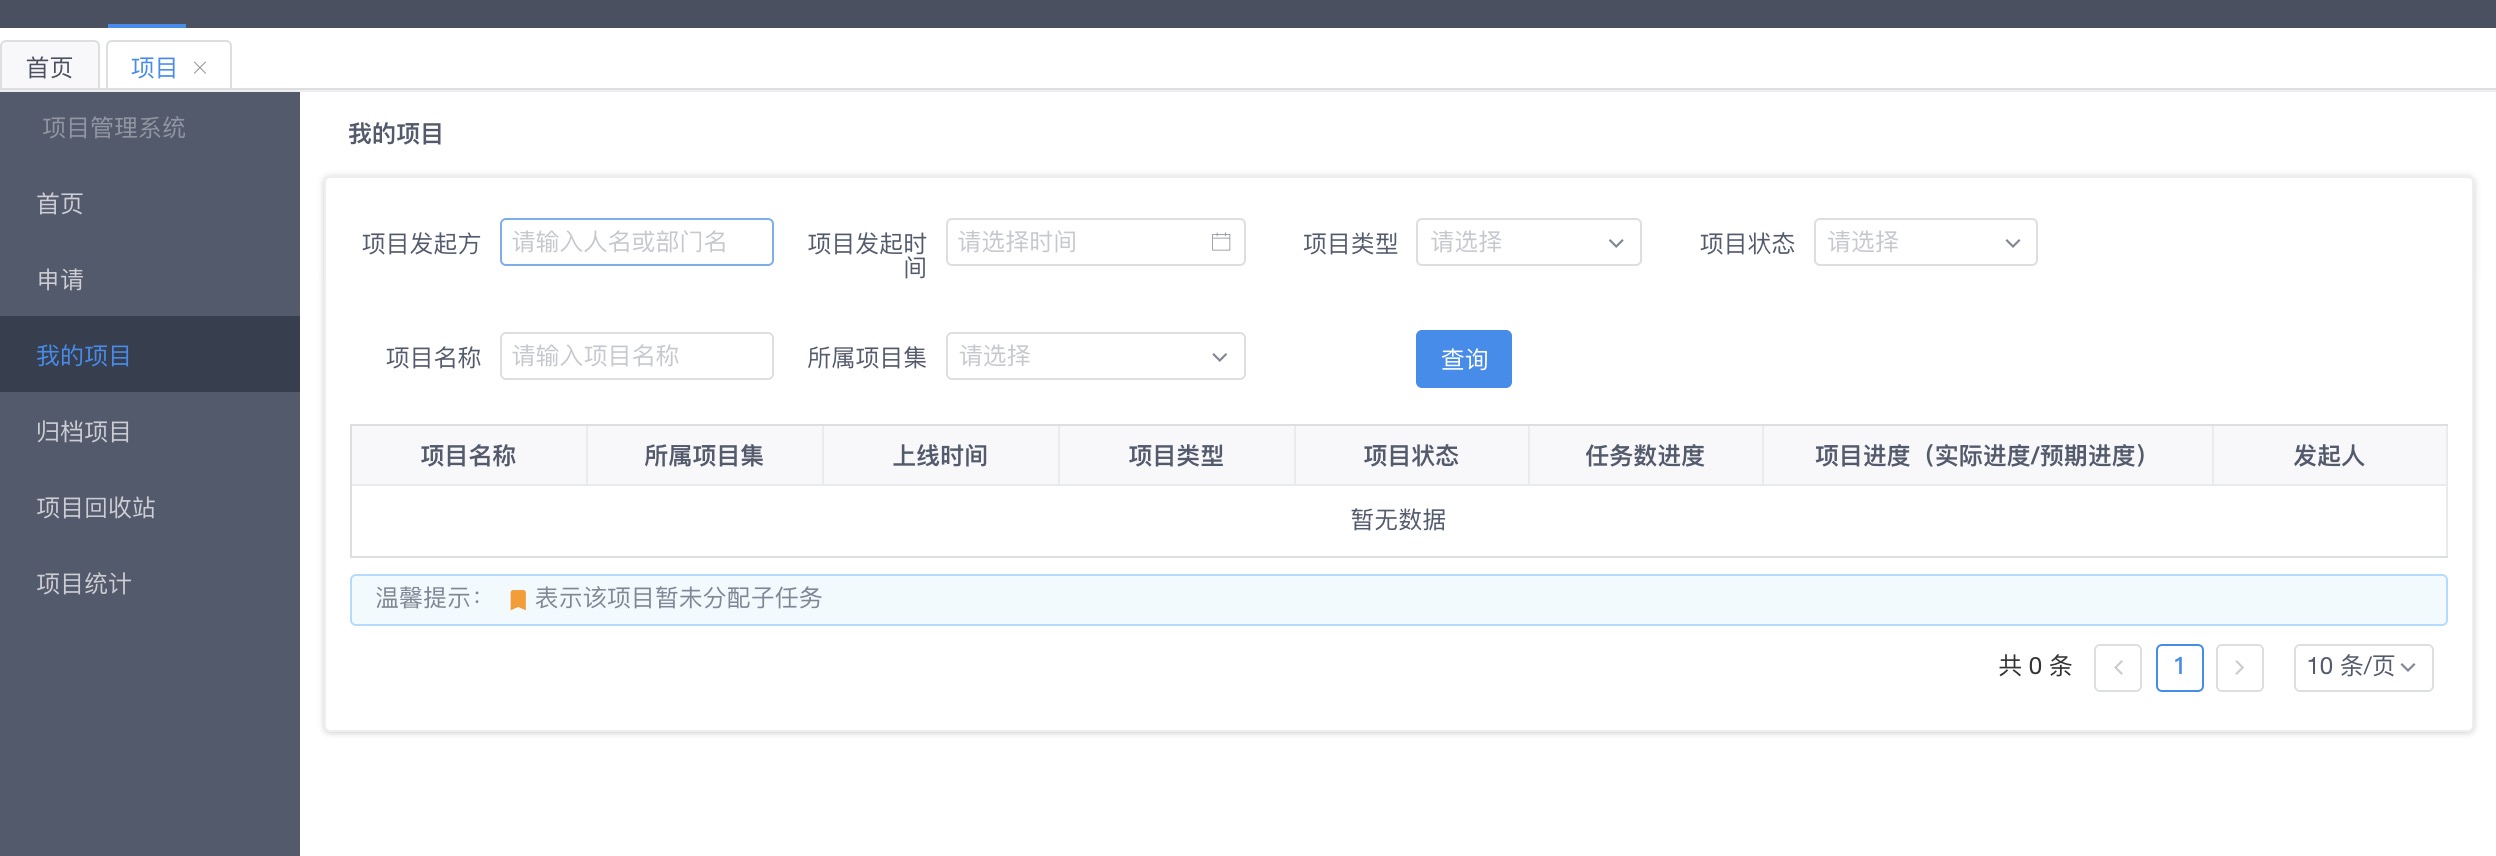 首页
项目
项目管理系统
首页
申请
我的项目
归档项目
项目回收站
项目统计
我的项目
项目发起方 请输入人名或部门名 项目发起时间 请选择时间 项目类型 请选择 项目状态 请选择
项目名称 请输入项目名称 所属项目集 请选择 查询
项目名称 所属项目集 上线时间 项目类型 项目状态 任务数进度 项目进度（实际进度/预期进度） 发起人
暂无数据
温馨提示： 表示该项目暂未分配子任务
共 0 条 1 10 条/页